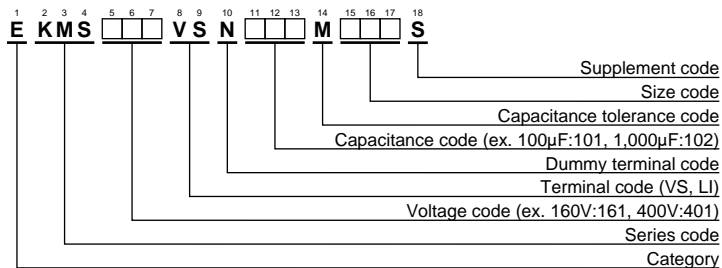 1 2 3 4 5 6 7 8 9 10 11 12 13 14 15 16 17 18
E KMS VS N M S
Supplement code
Size code
Capacitance tolerance code
Capacitance code (ex. 100μF:101, 1,000μF:102)
Dummy terminal code
Terminal code (VS, LI)
Voltage code (ex. 160V:161, 400V:401)
Series code
Category